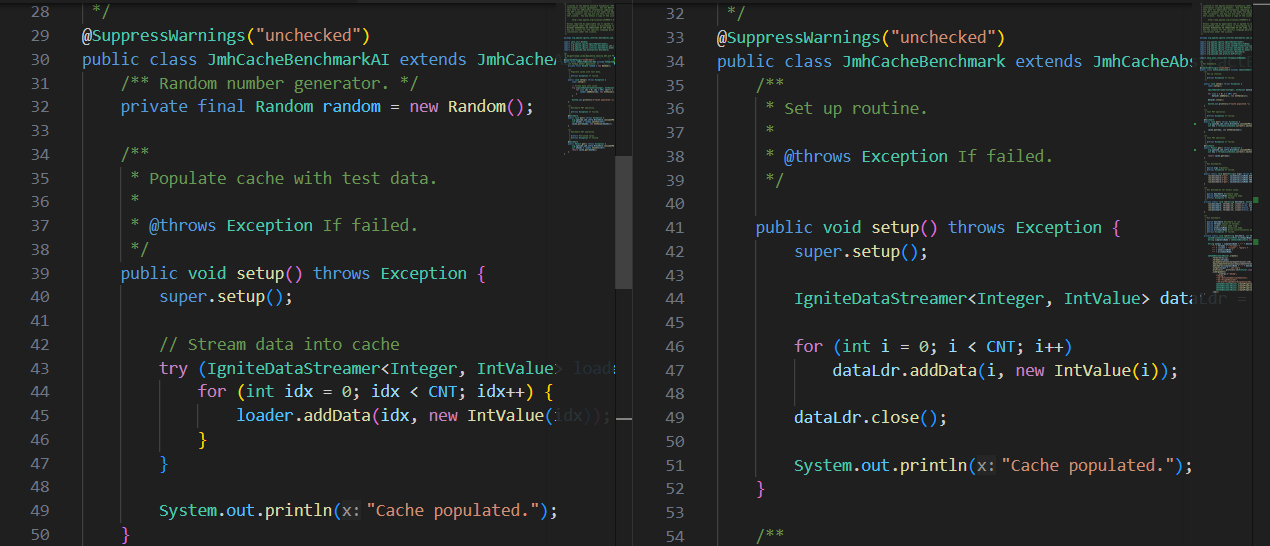 28 */
29 @SuppressWarnings("unchecked")
30 public class JmhCacheBenchmarkAI extends JmhCacheA
31 /** Random number generator. */
32 private final Random random = new Random();
33
34 /**
35 * Populate cache with test data.
36 *
37 * @throws Exception If failed.
38 */
39 public void setup() throws Exception {
40 super.setup();
41
42 // Stream data into cache
43 try (IgniteDataStreamer<Integer, IntValue> load
44 for (int idx = 0; idx < CNT; idx++) {
45 loader.addData(idx, new IntValue(idx));
46 }
47 }
48
49 System.out.println(x: "Cache populated.");
50 }
32 */
33 @SuppressWarnings("unchecked")
34 public class JmhCacheBenchmark extends JmhCacheAbs
35 /**
36 * Set up routine.
37 *
38 * @throws Exception If failed.
39 */
40
41 public void setup() throws Exception {
42 super.setup();
43
44 IgniteDataStreamer<Integer, IntValue> dataLdr =
45
46 for (int i = 0; i < CNT; i++)
47 dataLdr.addData(i, new IntValue(i));
48
49 dataLdr.close();
50
51 System.out.println(x: "Cache populated.");
52 }
53
54 /**